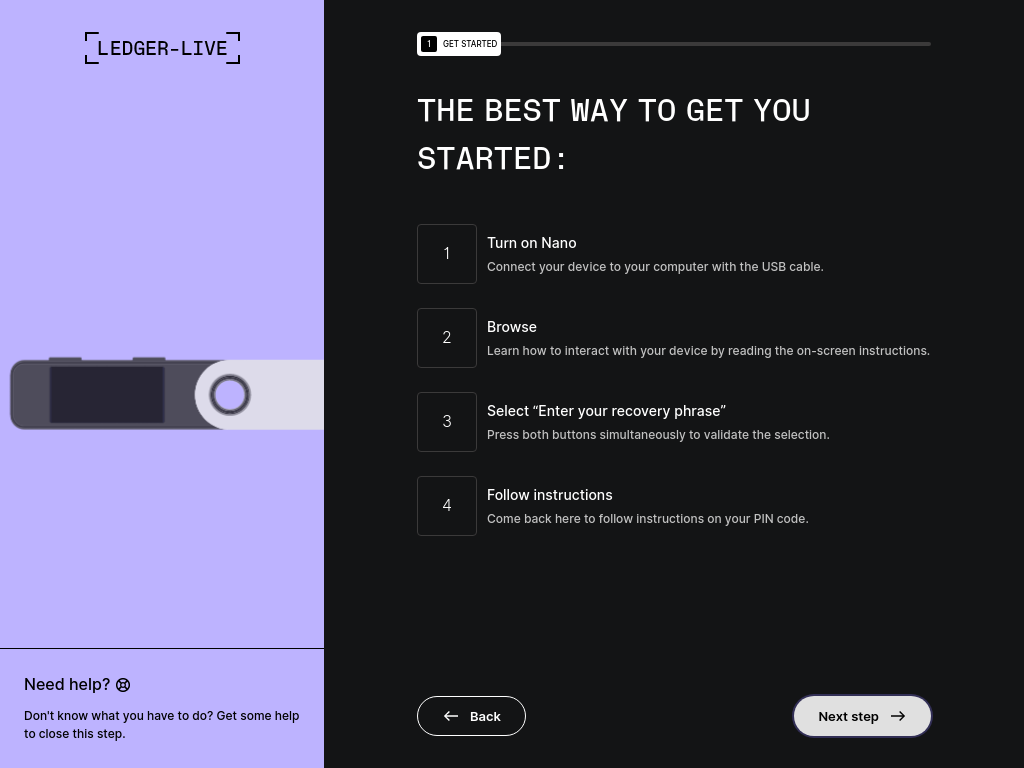 LEDGER-LIVE
1 GET STARTED
THE BEST WAY TO GET YOU
STARTED:
1
Turn on Nano
Connect your device to your computer with the USB cable.
2
Browse
Learn how to interact with your device by reading the on-screen instructions.
3
Select “Enter your recovery phrase”
Press both buttons simultaneously to validate the selection.
4
Follow instructions
Come back here to follow instructions on your PIN code.
Need help?
Don't know what you have to do? Get some help
to close this step.
Back
Next step